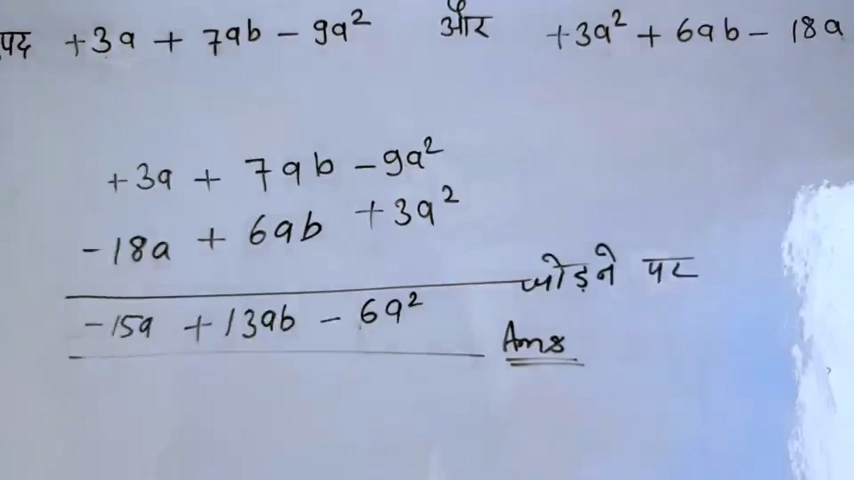 पद +3a + 7ab - 9a² और +3a² + 6ab - 18a
+3a + 7ab - 9a²
-18a + 6ab + 3a²
जोड़ने पर
-15a + 13ab - 6a² Ans